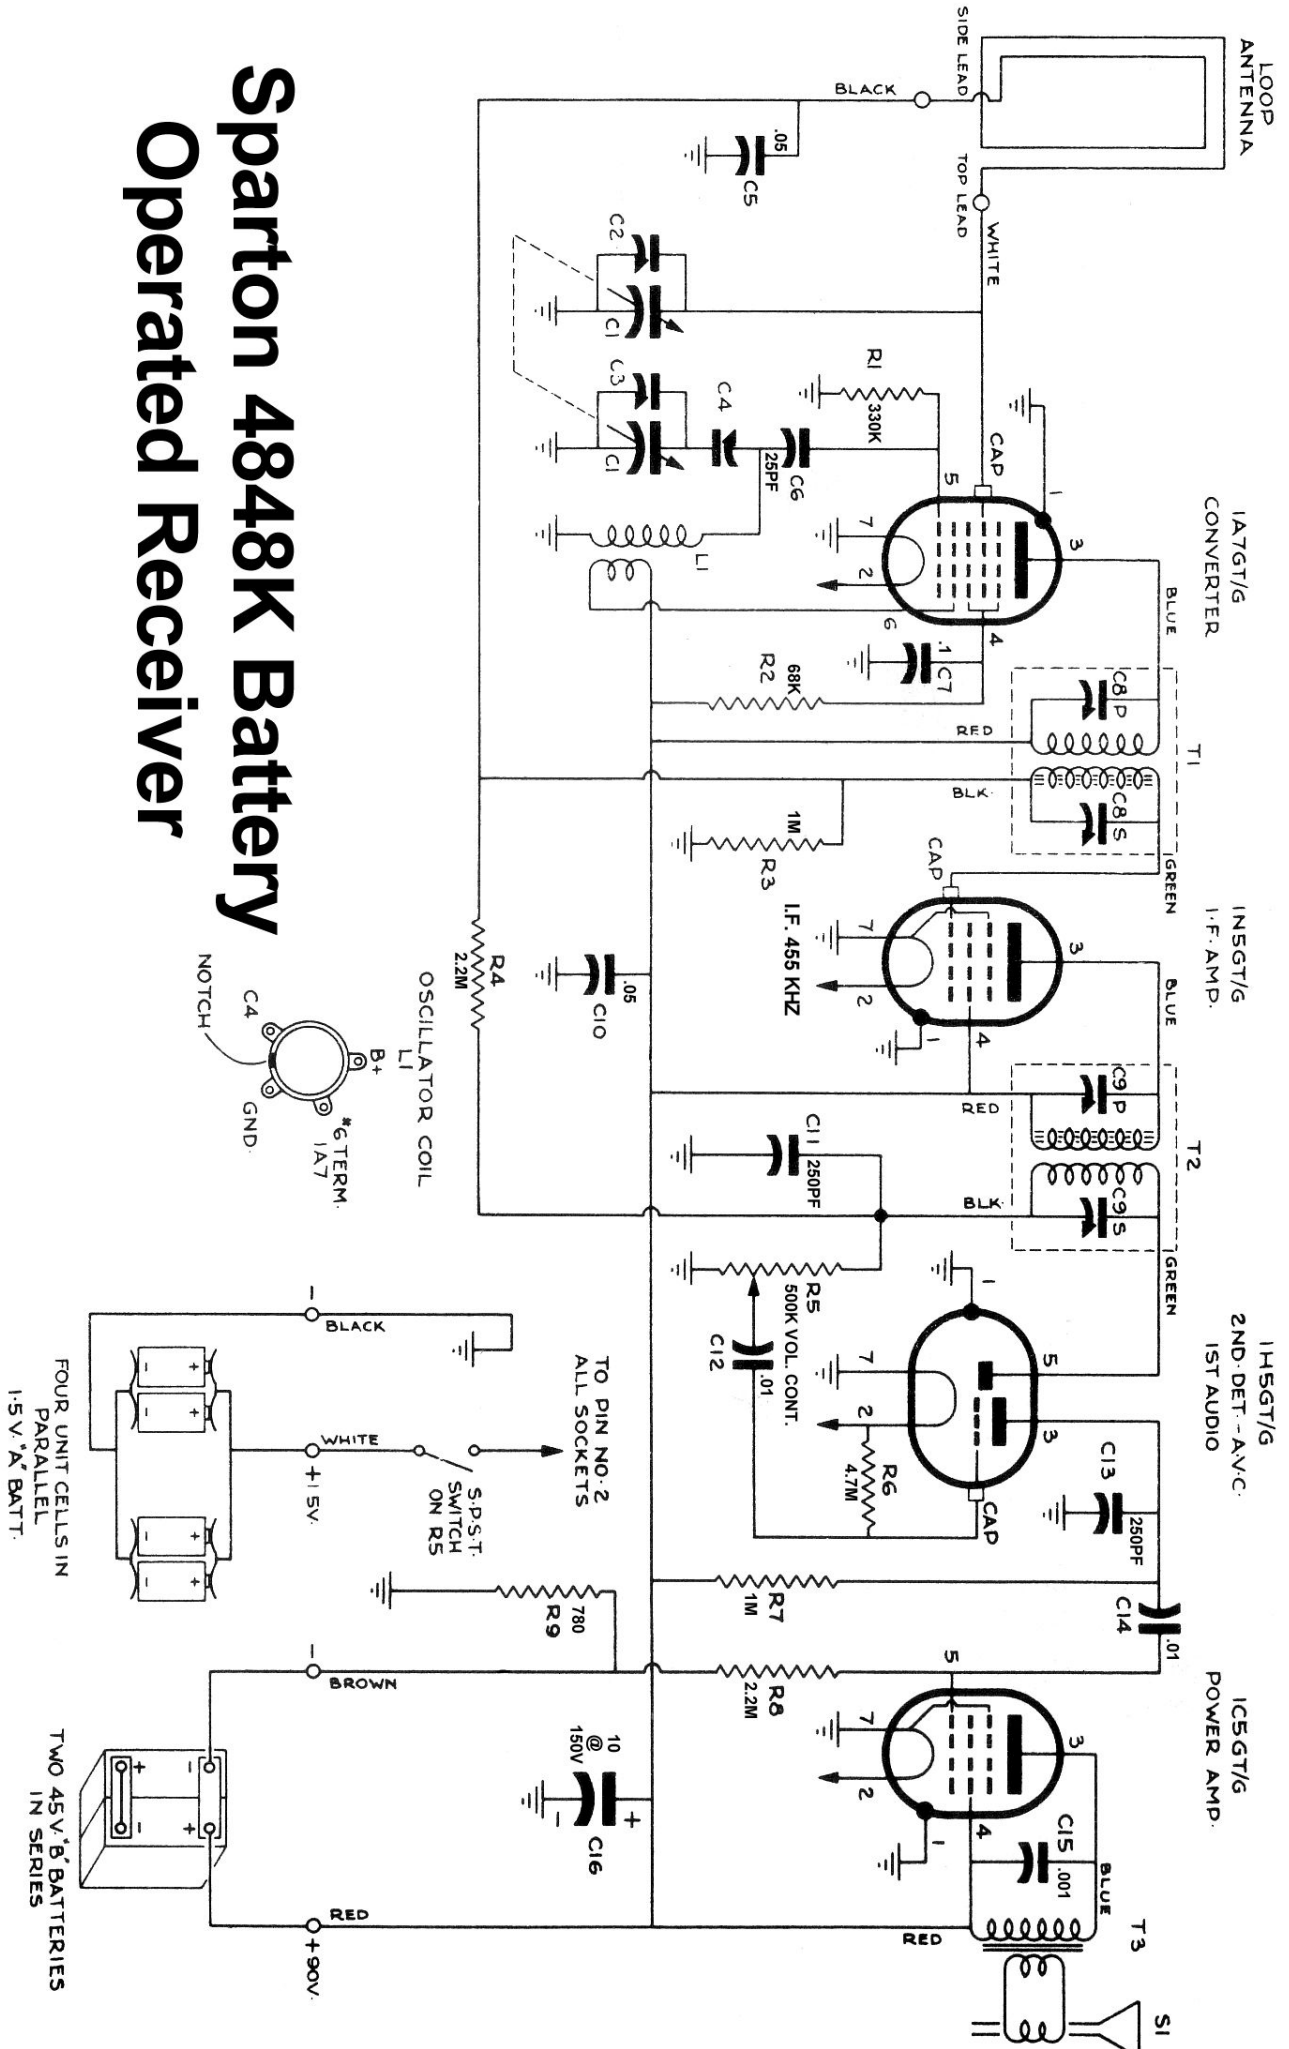 LOOP
ANTENNA
SIDE LEAD
TOP LEAD
BLACK
WHITE
.05
C5
C2
C1
C3
C1
C4
C6
25PF
R1
330K
L1
1A7GT/G
CONVERTER
CAP
1
3
5
7
2
6
4
BLUE
.1
C7
68K
R2
RED
T1
C8P
C8S
BLK.
GREEN
1M
R3
1N5GT/G
I.F. AMP.
CAP
3
7
2
1
4
I.F. 455 KHZ
BLUE
R4
2.2M
.05
C10
T2
C9P
C9S
RED
BLK.
GREEN
C11
250PF
R5
500K VOL. CONT.
C12
.01
1H5GT/G
2ND. DET.-A.V.C.
1ST AUDIO
1
5
3
7
2
CAP
R6
4.7M
C13
250PF
R7
1M
C14
.01
R8
2.2M
780
R9
1C5GT/G
POWER AMP.
5
3
7
2
1
4
C15
.001
BLUE
RED
T3
S1
10
@
150V
+
-
C16
OSCILLATOR COIL
L1
B+
#6 TERM.
1A7
GND.
C4
NOTCH
-
BLACK
WHITE
+1.5V.
S.P.S.T.
SWITCH
ON R5
TO PIN NO. 2
ALL SOCKETS
+ -
+ -
+ -
+ -
FOUR UNIT CELLS IN
PARALLEL
1.5 V. "A" BATT.
-
BROWN
RED
+90V.
- +
+ -
TWO 45 V. "B" BATTERIES
IN SERIES
Sparton 4848K Battery
Operated Receiver